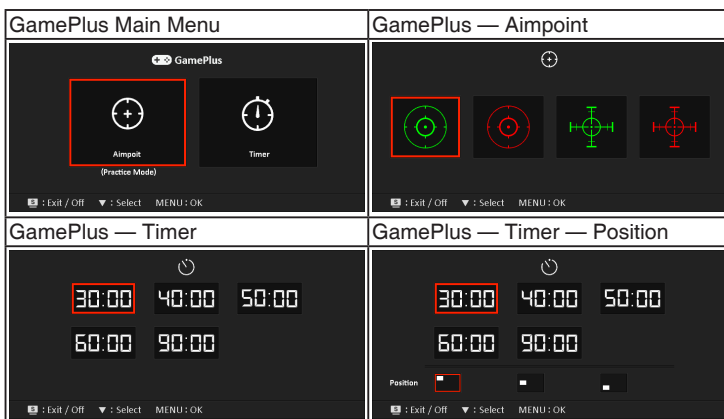 GamePlus Main Menu
GamePlus — Aimpoint
GamePlus
Aimpoit
Timer
(Practice Mode)
S : Exit / Off ▼ : Select MENU : OK
S : Exit / Off ▼ : Select MENU : OK
GamePlus — Timer
GamePlus — Timer — Position
30:00 40:00 50:00
60:00 90:00
S : Exit / Off ▼ : Select MENU : OK
30:00 40:00 50:00
60:00 90:00
Position
S : Exit / Off ▼ : Select MENU : OK